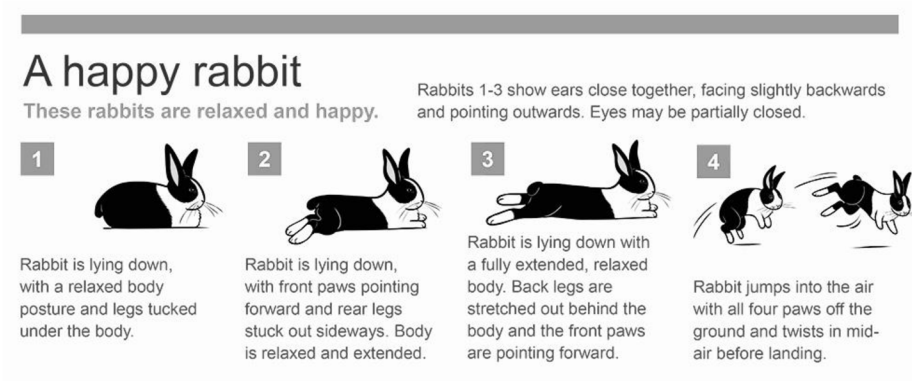 A happy rabbit
These rabbits are relaxed and happy.
Rabbits 1-3 show ears close together, facing slightly backwards
and pointing outwards. Eyes may be partially closed.
1
Rabbit is lying down,
with a relaxed body
posture and legs tucked
under the body.
2
Rabbit is lying down,
with front paws pointing
forward and rear legs
stuck out sideways. Body
is relaxed and extended.
3
Rabbit is lying down with
a fully extended, relaxed
body. Back legs are
stretched out behind the
body and the front paws
are pointing forward.
4
Rabbit jumps into the air
with all four paws off the
ground and twists in mid-
air before landing.